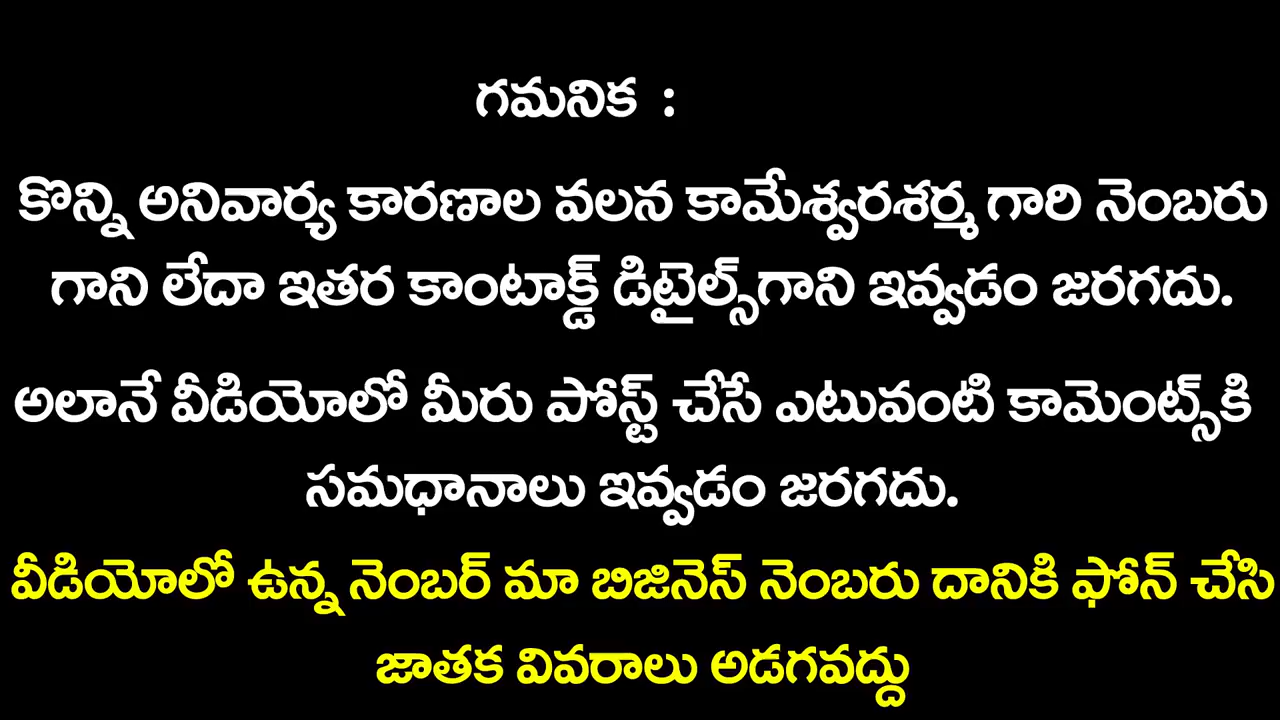 గమనిక :
కొన్ని అనివార్య కారణాల వలన కామేశ్వరశర్మ గారి నెంబరు
గాని లేదా ఇతర కాంటాక్ట్ డిటైల్స్‌గాని ఇవ్వడం జరగదు.
అలానే వీడియోలో మీరు పోస్ట్ చేసే ఎటువంటి కామెంట్స్‌కి
సమధానాలు ఇవ్వడం జరగదు.
వీడియోలో ఉన్న నెంబర్ మా బిజినెస్ నెంబరు దానికి ఫోన్ చేసి
జాతక వివరాలు అడగవద్దు